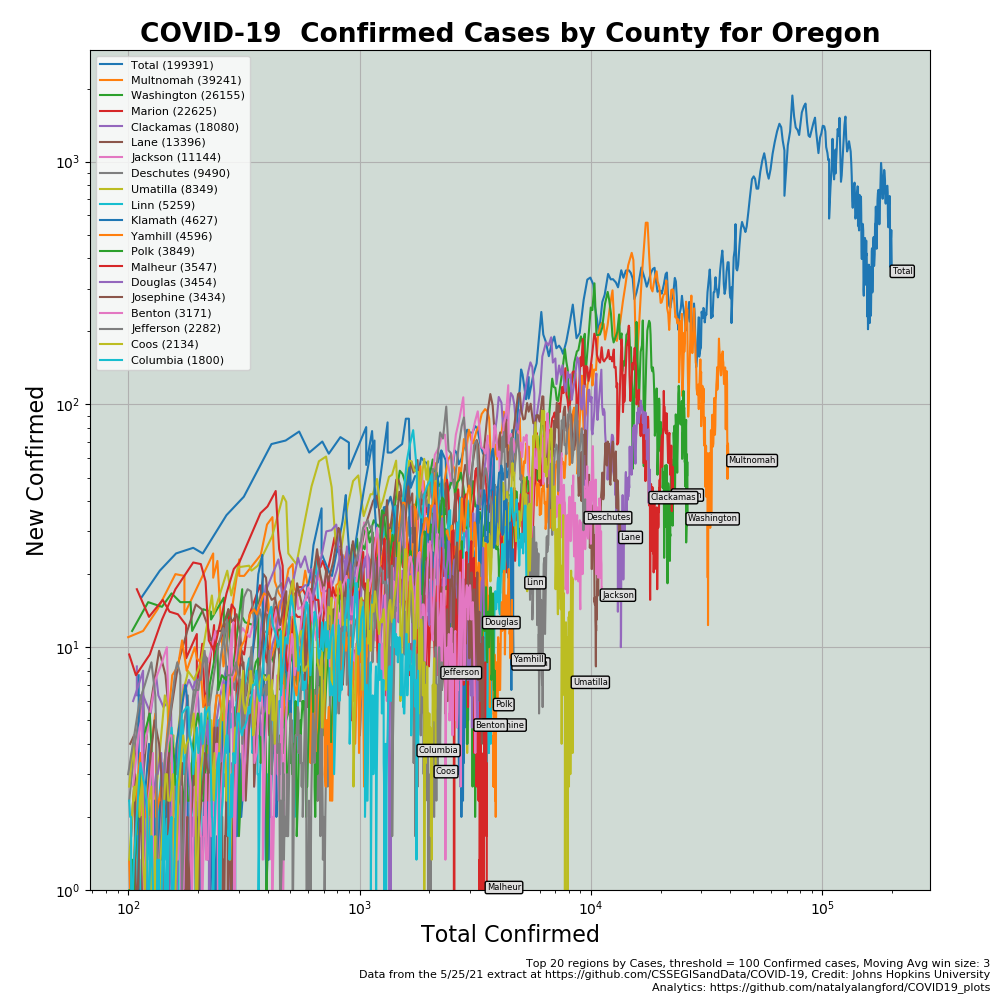 COVID-19  Confirmed Cases by County for Oregon
Total (199391)
Multnomah (39241)
Washington (26155)
Marion (22625)
Clackamas (18080)
Lane (13396)
Jackson (11144)
Deschutes (9490)
Umatilla (8349)
Linn (5259)
Klamath (4627)
Yamhill (4596)
Polk (3849)
Malheur (3547)
Douglas (3454)
Josephine (3434)
Benton (3171)
Jefferson (2282)
Coos (2134)
Columbia (1800)
New Confirmed
10³
10²
10¹
10⁰
Total
Multnomah
Clackamas
Washington
Deschutes
Lane
Linn
Jackson
Douglas
Yamhill
Jefferson
Umatilla
Polk
Benton
Columbia
Coos
Malheur
10² 10³ 10⁴ 10⁵
Total Confirmed
Top 20 regions by Cases, threshold = 100 Confirmed cases, Moving Avg win size: 3
Data from the 5/25/21 extract at https://github.com/CSSEGISandData/COVID-19, Credit: Johns Hopkins University
Analytics: https://github.com/natalyalangford/COVID19_plots